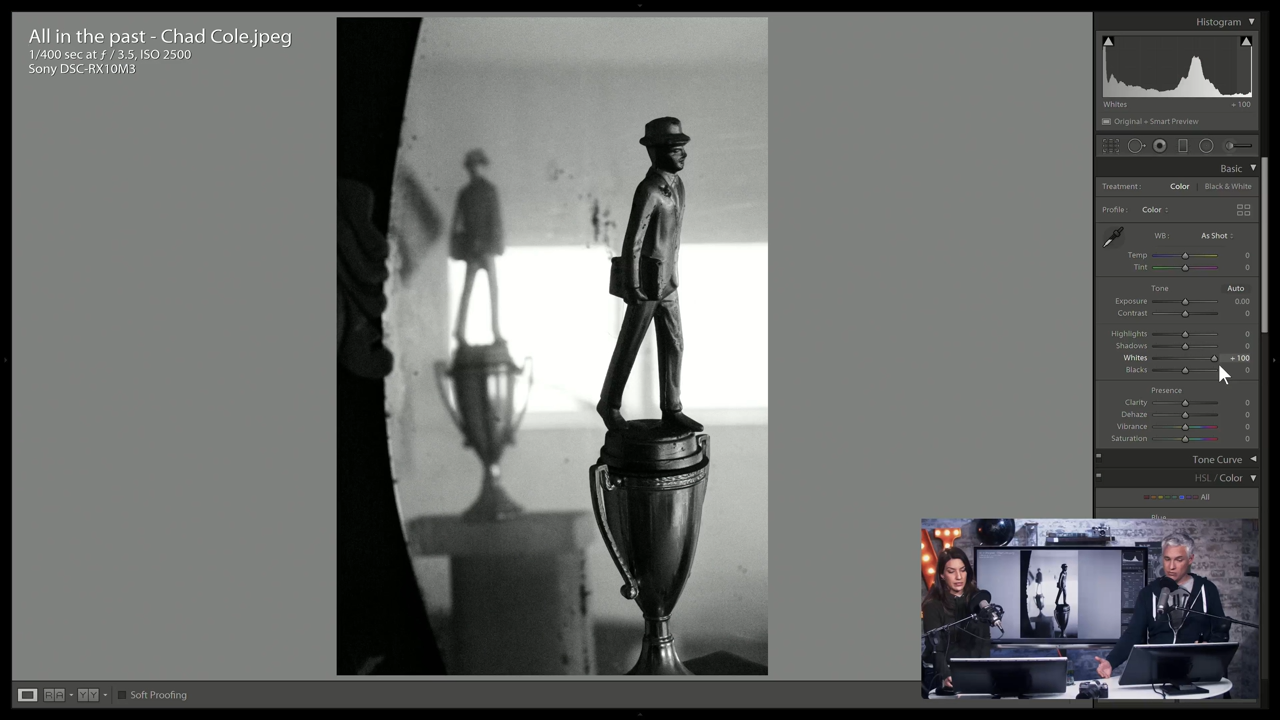 All in the past - Chad Cole.jpeg
1/400 sec at ƒ / 3.5, ISO 2500
Sony DSC-RX10M3
Histogram
Whites + 100
Original + Smart Preview
Basic
Treatment: Color Black & White
Profile: Color
WB: As Shot
Temp 0
Tint 0
Tone Auto
Exposure 0.00
Contrast 0
Highlights 0
Shadows 0
Whites + 100
Blacks 0
Presence
Clarity 0
Dehaze 0
Vibrance 0
Saturation 0
Tone Curve
HSL / Color
All
Blue
Soft Proofing